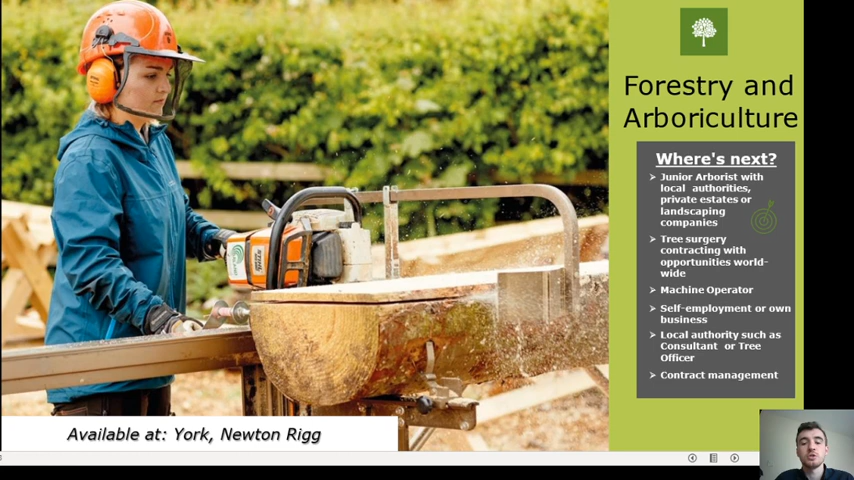 Forestry and
Arboriculture
Where's next?
➢ Junior Arborist with
local authorities,
private estates or
landscaping
companies
➢ Tree surgery
contracting with
opportunities world-
wide
➢ Machine Operator
➢ Self-employment or own
business
➢ Local authority such as
Consultant or Tree
Officer
➢ Contract management
Available at: York, Newton Rigg